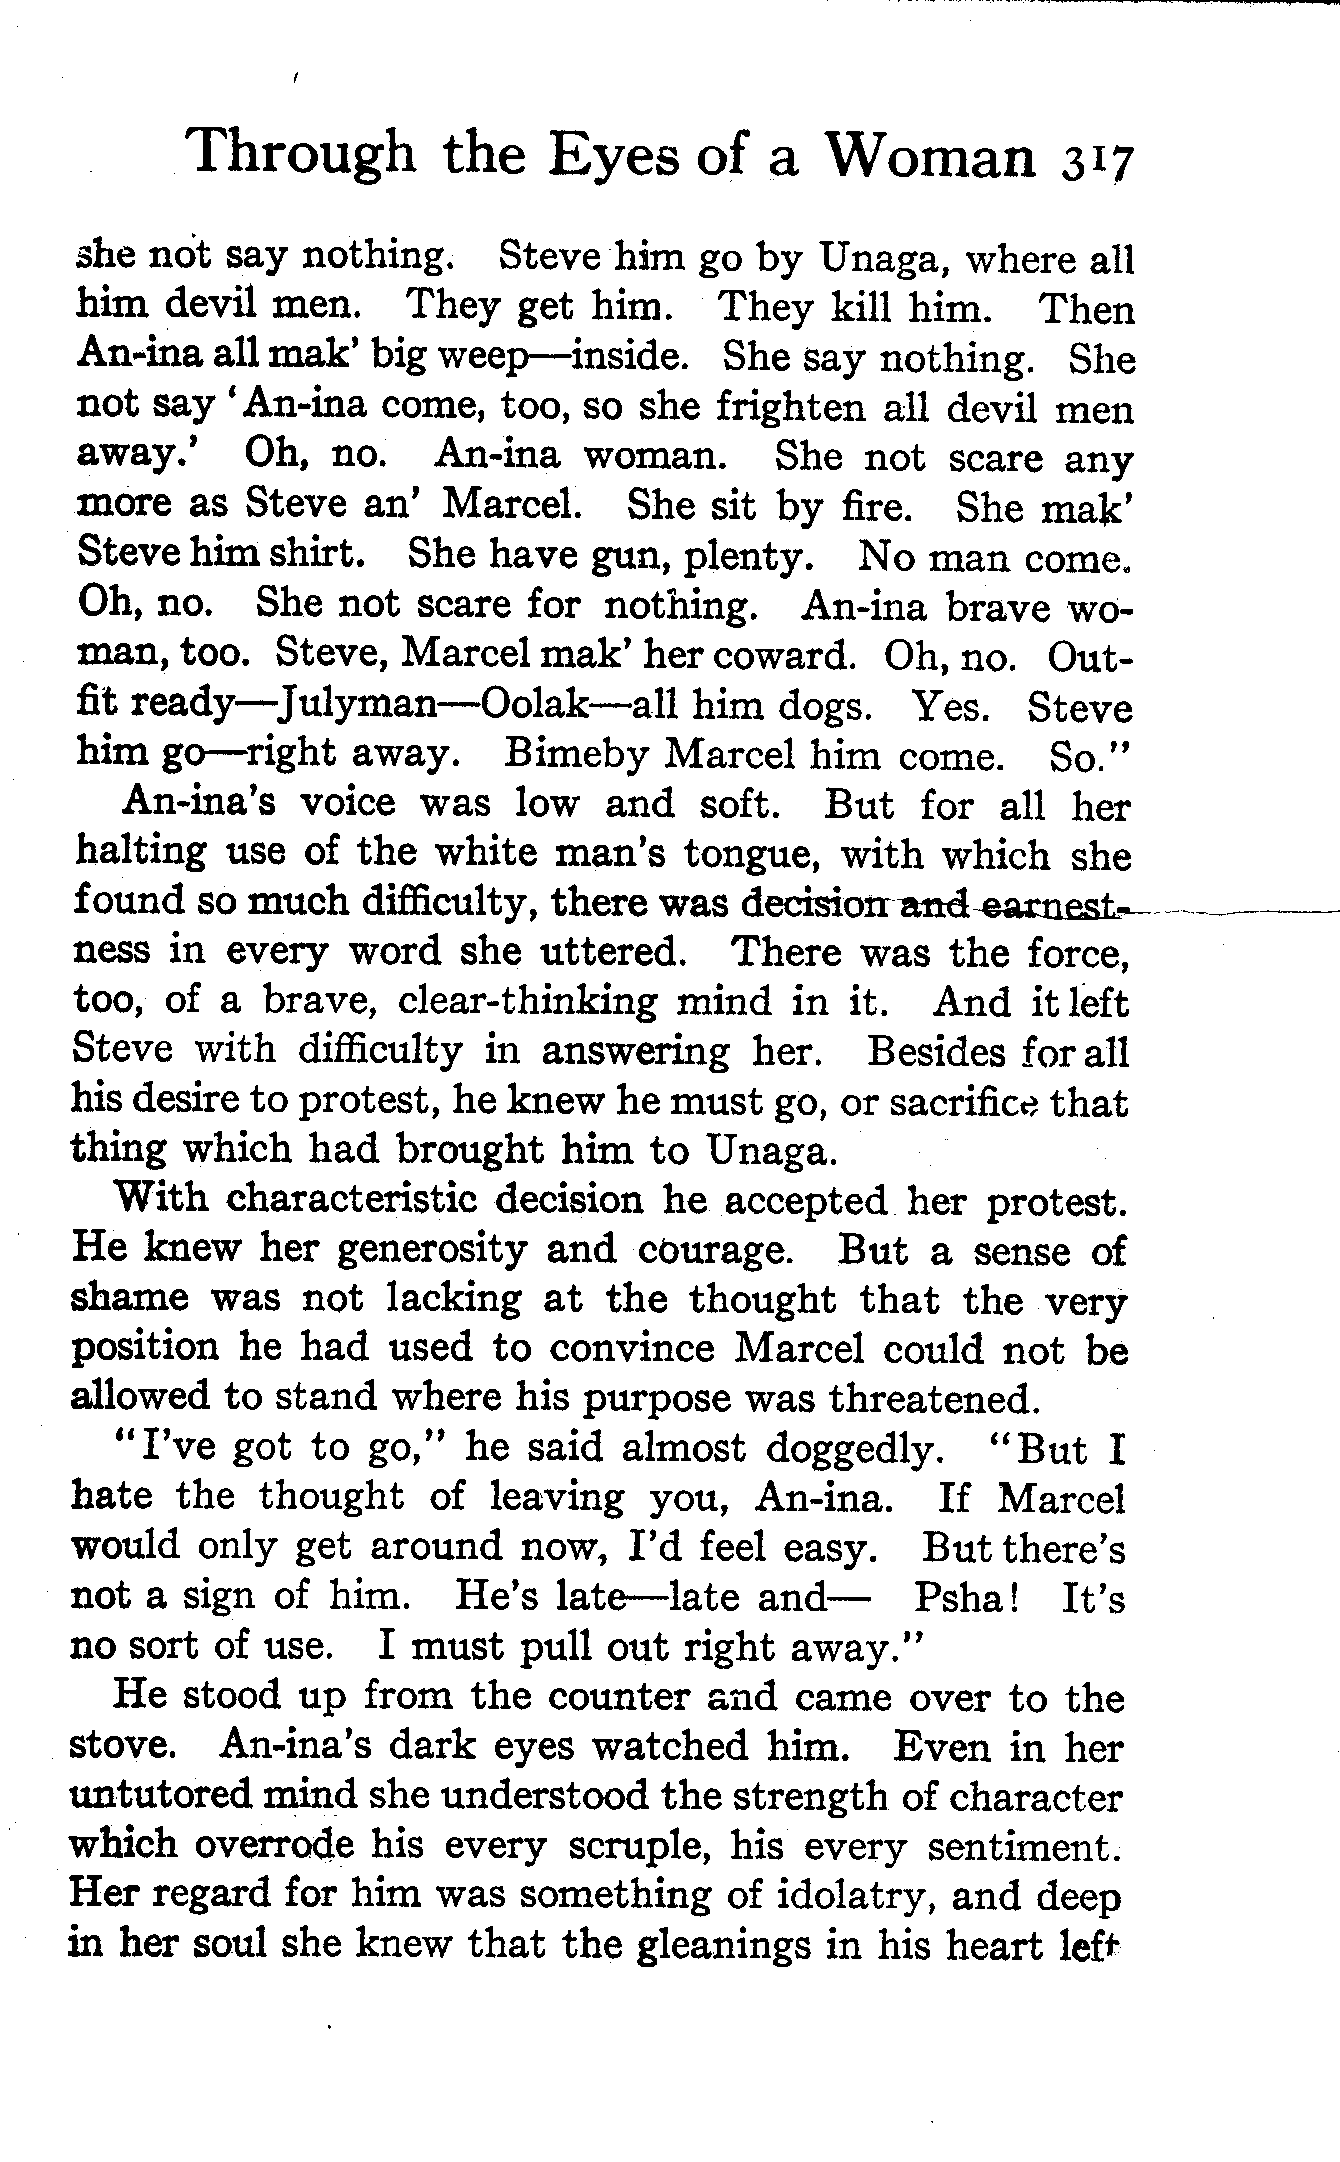 Through the Eyes of a Woman 317
she not say nothing. Steve him go by Unaga, where all
him devil men. They get him. They kill him. Then
An-ina all mak' big weep—inside. She say nothing. She
not say 'An-ina come, too, so she frighten all devil men
away.' Oh, no. An-ina woman. She not scare any
more as Steve an' Marcel. She sit by fire. She mak'
Steve him shirt. She have gun, plenty. No man come.
Oh, no. She not scare for nothing. An-ina brave wo-
man, too. Steve, Marcel mak' her coward. Oh, no. Out-
fit ready—Julyman—Oolak—all him dogs. Yes. Steve
him go—right away. Bimeby Marcel him come. So."
An-ina's voice was low and soft. But for all her
halting use of the white man's tongue, with which she
found so much difficulty, there was decision and earnest-
ness in every word she uttered. There was the force,
too, of a brave, clear-thinking mind in it. And it left
Steve with difficulty in answering her. Besides for all
his desire to protest, he knew he must go, or sacrifice that
thing which had brought him to Unaga.
With characteristic decision he accepted her protest.
He knew her generosity and courage. But a sense of
shame was not lacking at the thought that the very
position he had used to convince Marcel could not be
allowed to stand where his purpose was threatened.
"I've got to go," he said almost doggedly. "But I
hate the thought of leaving you, An-ina. If Marcel
would only get around now, I'd feel easy. But there's
not a sign of him. He's late—late and— Psha! It's
no sort of use. I must pull out right away."
He stood up from the counter and came over to the
stove. An-ina's dark eyes watched him. Even in her
untutored mind she understood the strength of character
which overrode his every scruple, his every sentiment.
Her regard for him was something of idolatry, and deep
in her soul she knew that the gleanings in his heart left